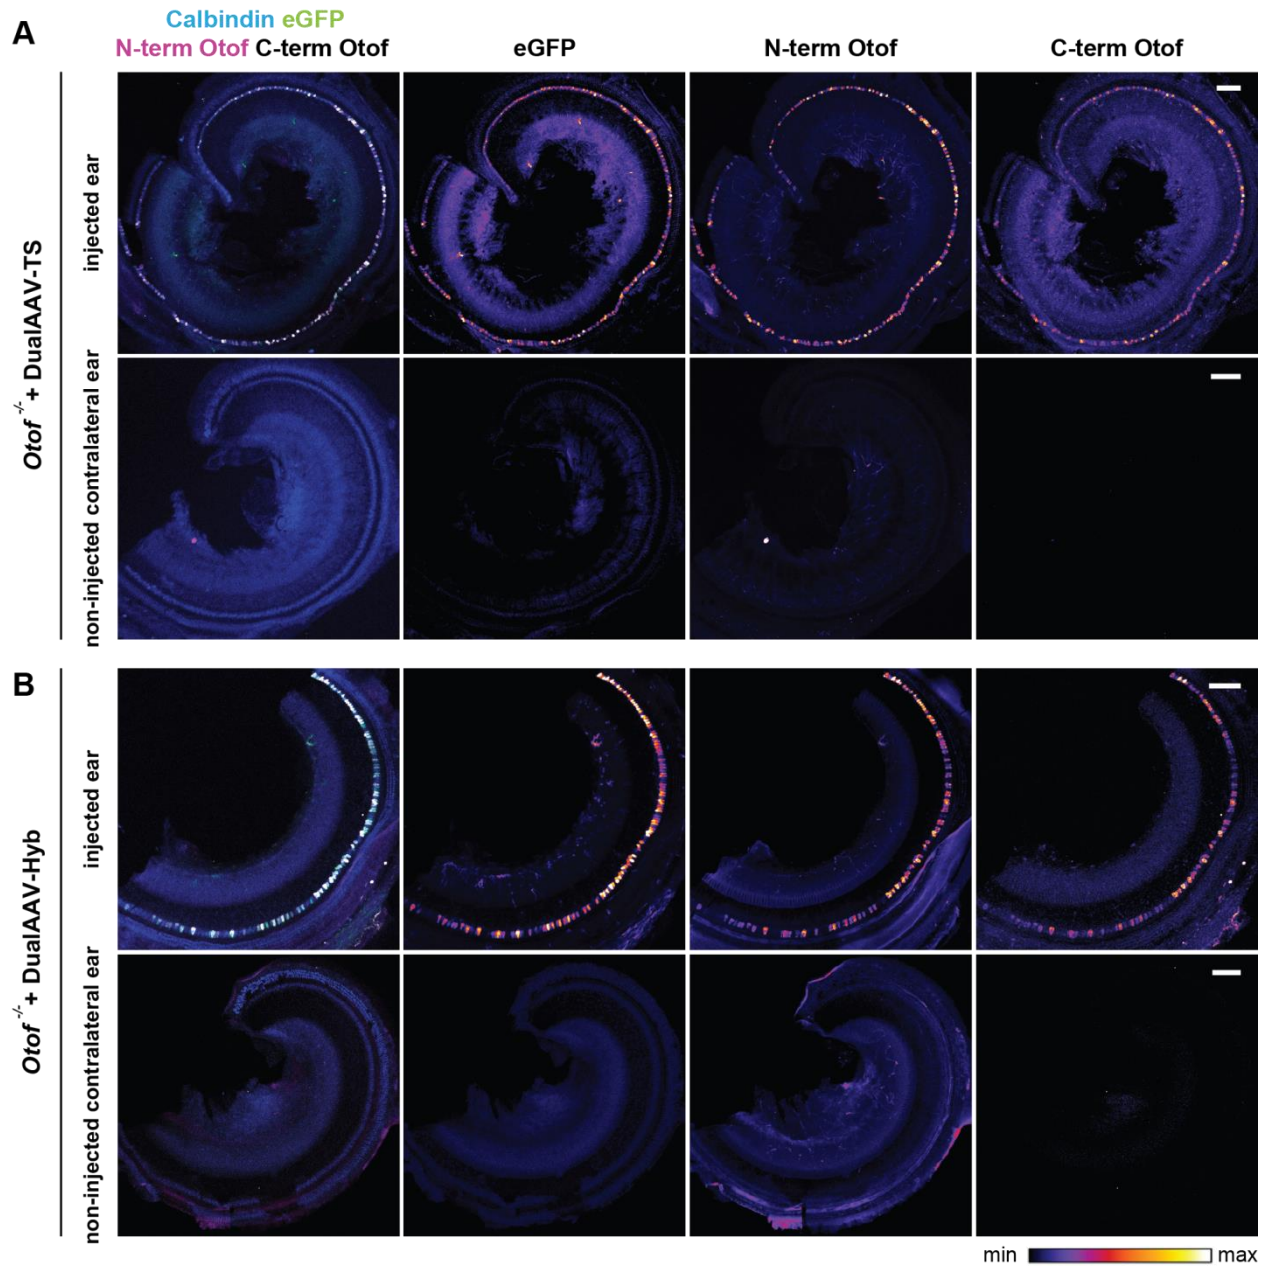 A
Calbindin eGFP
N-term Otof C-term Otof
eGFP
N-term Otof
C-term Otof
Otof -/- + DualAAV-TS
injected ear
non-injected contralateral ear
B
Otof -/- + DualAAV-Hyb
injected ear
non-injected contralateral ear
min
max